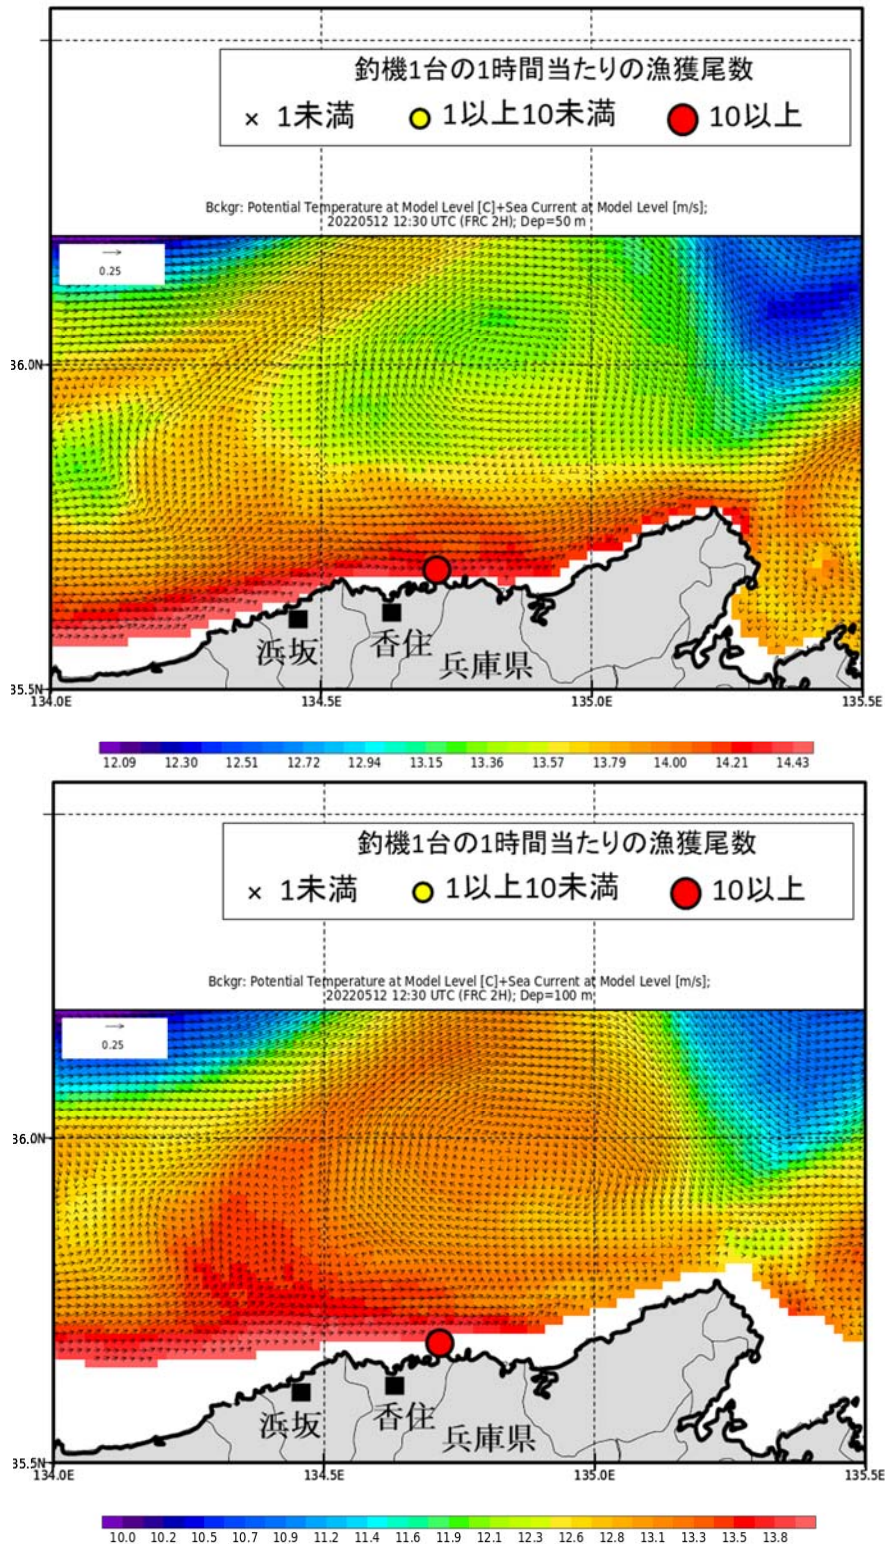 釣機1台の1時間当たりの漁獲尾数
× 1未満 1以上10未満 10以上
Bckgr: Potential Temperature at Model Level [C]+Sea Current at Model Level [m/s];
20220512 12:30 UTC (FRC 2H); Dep=50 m
0.25
36.0N
浜坂
香住
兵庫県
35.5N
134.0E 134.5E 135.0E 135.5E
12.09 12.30 12.51 12.72 12.94 13.15 13.36 13.57 13.79 14.00 14.21 14.43
釣機1台の1時間当たりの漁獲尾数
× 1未満 1以上10未満 10以上
Bckgr: Potential Temperature at Model Level [C]+Sea Current at Model Level [m/s];
20220512 12:30 UTC (FRC 2H); Dep=100 m
0.25
36.0N
浜坂
香住
兵庫県
35.5N
134.0E 134.5E 135.0E 135.5E
10.0 10.2 10.5 10.7 10.9 11.2 11.4 11.6 11.9 12.1 12.3 12.6 12.8 13.1 13.3 13.5 13.8